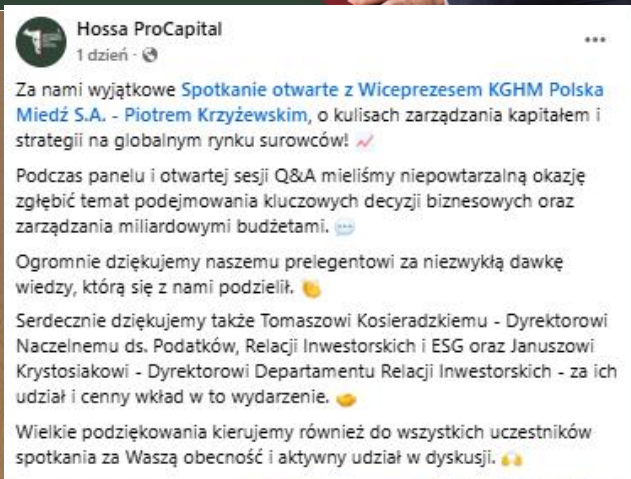 Hossa ProCapital
1 dzień ·
Za nami wyjątkowe Spotkanie otwarte z Wiceprezesem KGHM Polska
Miedź S.A. - Piotrem Krzyżewskim, o kulisach zarządzania kapitałem i
strategii na globalnym rynku surowców! 📈
Podczas panelu i otwartej sesji Q&A mieliśmy niepowtarzalną okazję
zgłębić temat podejmowania kluczowych decyzji biznesowych oraz
zarządzania miliardowymi budżetami. 💬
Ogromnie dziękujemy naszemu prelegentowi za niezwykłą dawkę
wiedzy, którą się z nami podzielił. 👏
Serdecznie dziękujemy także Tomaszowi Kosieradzkiemu - Dyrektorowi
Naczelnemu ds. Podatków, Relacji Inwestorskich i ESG oraz Januszowi
Krystosiakowi - Dyrektorowi Departamentu Relacji Inwestorskich - za ich
udział i cenny wkład w to wydarzenie. 🤝
Wielkie podziękowania kierujemy również do wszystkich uczestników
spotkania za Waszą obecność i aktywny udział w dyskusji. 🙌